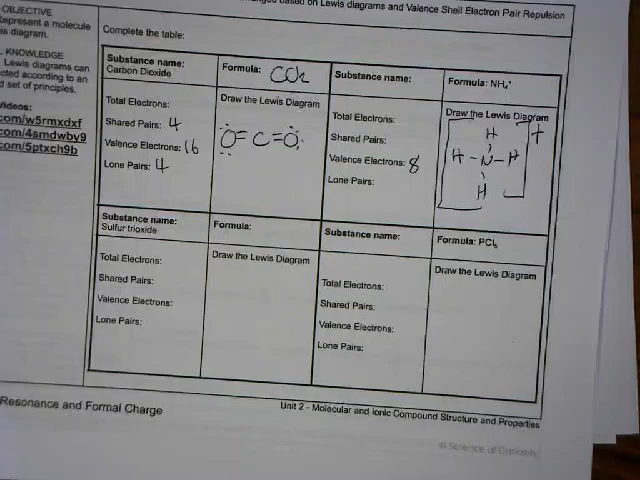 based on Lewis diagrams and Valence Shell Electron Pair Repulsion
OBJECTIVE
represent a molecule
is diagram.
KNOWLEDGE
Lewis diagrams can
cted according to an
d set of principles.
Videos:
com/w5rmxdxf
com/4smdwby9
com/5ptxch9b
Complete the table:
Substance name:
Carbon Dioxide
Formula: CO2
Total Electrons:
Shared Pairs: 4
Valence Electrons: 16
Lone Pairs: 4
Draw the Lewis Diagram
O=C=O
Substance name:
Formula: NH₄⁺
Total Electrons:
Shared Pairs:
Valence Electrons: 8
Lone Pairs:
Draw the Lewis Diagram
H +
H-N-H
H
Substance name:
Sulfur trioxide
Formula:
Total Electrons:
Shared Pairs:
Valence Electrons:
Lone Pairs:
Draw the Lewis Diagram
Substance name:
Formula: PCl₅
Total Electrons:
Shared Pairs:
Valence Electrons:
Lone Pairs:
Draw the Lewis Diagram
Resonance and Formal Charge
Unit 2 - Molecular and Ionic Compound Structure and Properties
© Science of Curiosity